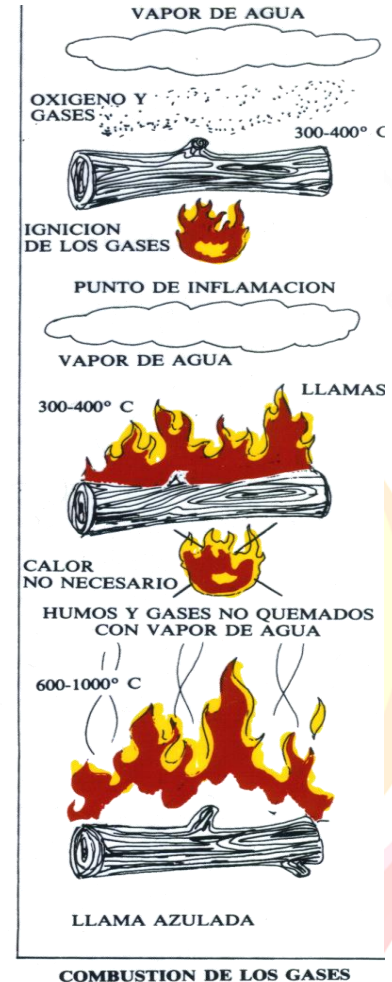 VAPOR DE AGUA
OXIGENO Y
GASES
300-400° C
IGNICION
DE LOS GASES
PUNTO DE INFLAMACION
VAPOR DE AGUA
LLAMAS
300-400° C
CALOR
NO NECESARIO
HUMOS Y GASES NO QUEMADOS
CON VAPOR DE AGUA
600-1000° C
LLAMA AZULADA
COMBUSTION DE LOS GASES